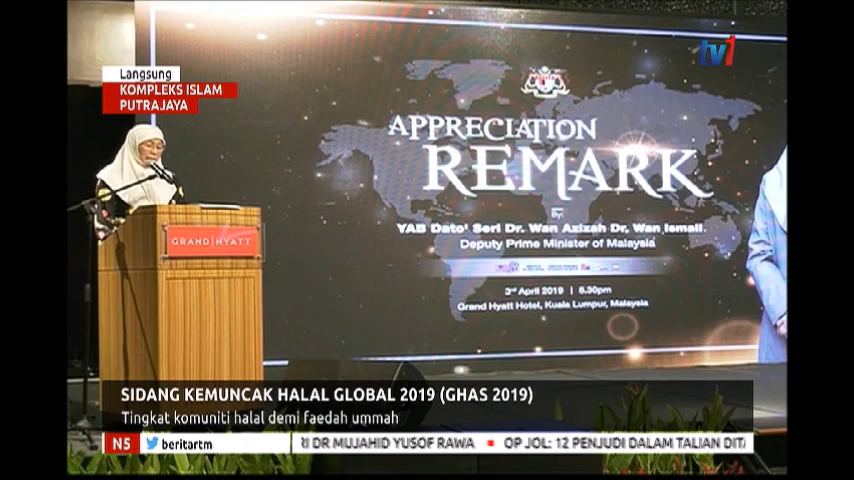 tv1
Langsung
KOMPLEKS ISLAM
PUTRAJAYA
APPRECIATION
REMARK
By:
YAB Dato' Seri Dr. Wan Azizah Dr, Wan Ismail.
Deputy Prime Minister of Malaysia
3rd April 2019 | 8.30pm
Grand Hyatt Hotel, Kuala Lumpur, Malaysia
GRAND | HYATT
SIDANG KEMUNCAK HALAL GLOBAL 2019 (GHAS 2019)
Tingkat komuniti halal demi faedah ummah
N5 beritartm RI DR MUJAHID YUSOF RAWA ▪ OP JOL: 12 PENJUDI DALAM TALIAN DITA